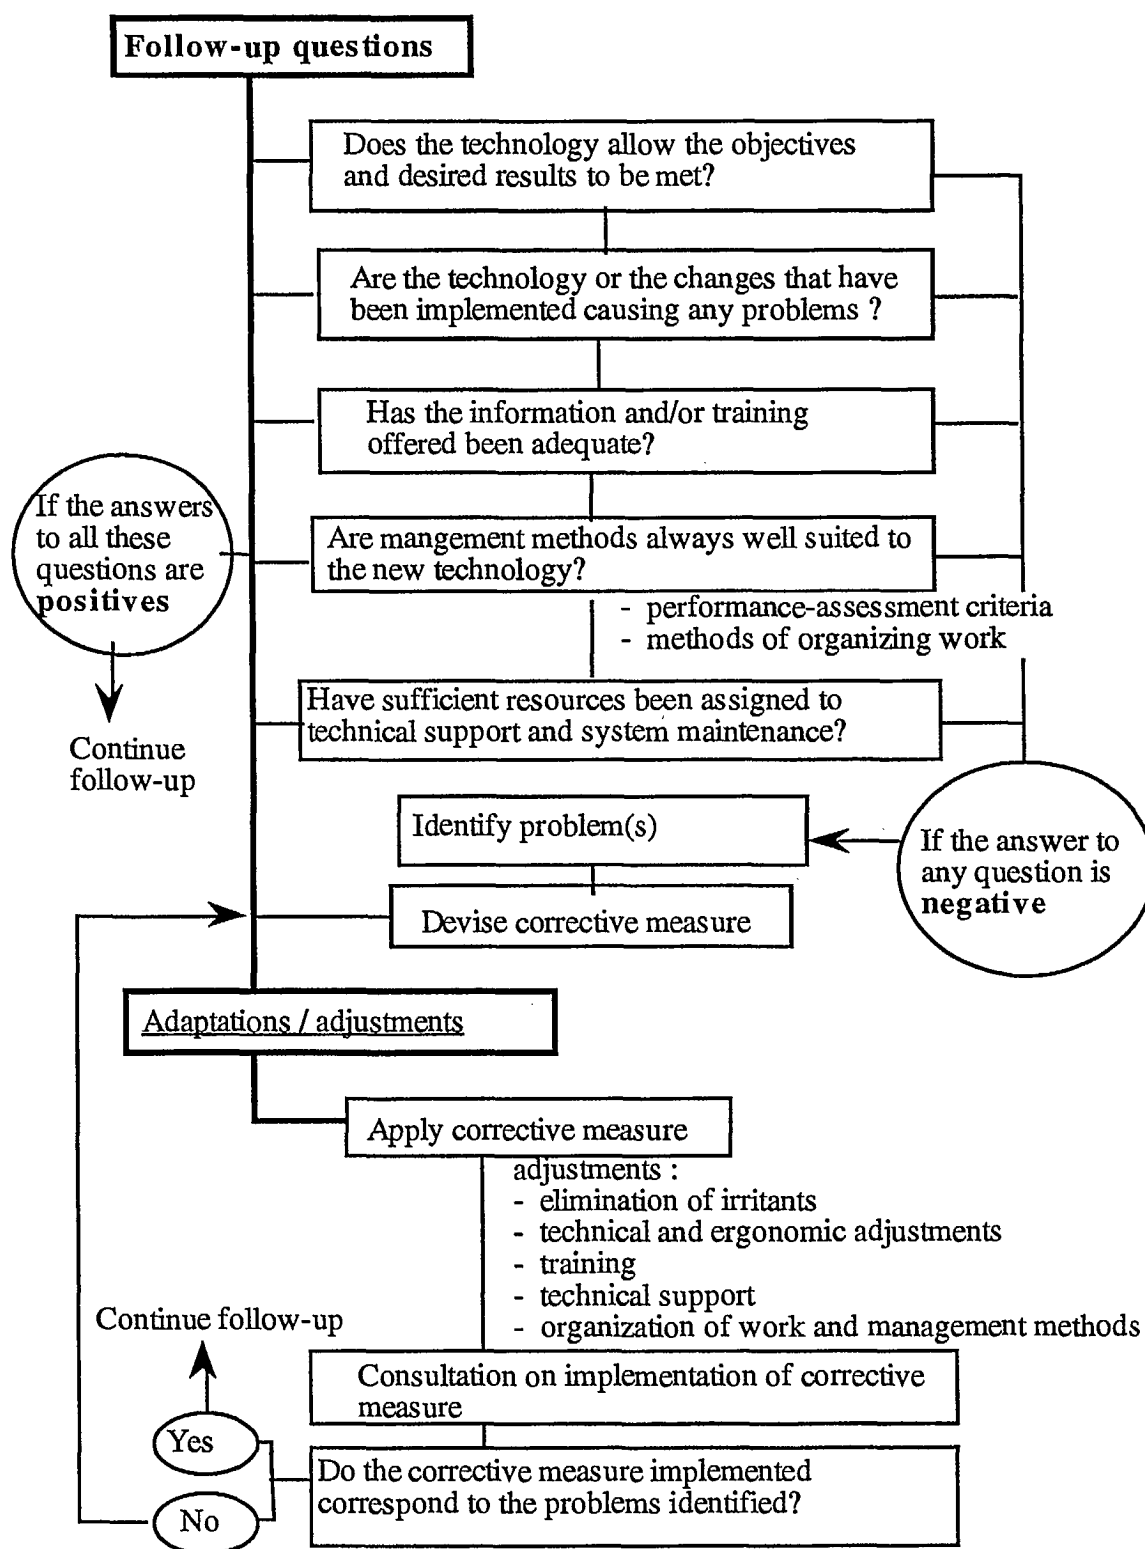 Follow-up questions
Does the technology allow the objectives
and desired results to be met?
Are the technology or the changes that have
been implemented causing any problems ?
Has the information and/or training
offered been adequate?
If the answers
to all these
questions are
positives
Are mangement methods always well suited to
the new technology?
- performance-assessment criteria
- methods of organizing work
Have sufficient resources been assigned to
technical support and system maintenance?
Continue
follow-up
If the answer to
any question is
negative
Identify problem(s)
Devise corrective measure
Adaptations / adjustments
Apply corrective measure
adjustments :
- elimination of irritants
- technical and ergonomic adjustments
- training
- technical support
- organization of work and management methods
Continue follow-up
Consultation on implementation of corrective
measure
Yes
Do the corrective measure implemented
correspond to the problems identified?
No